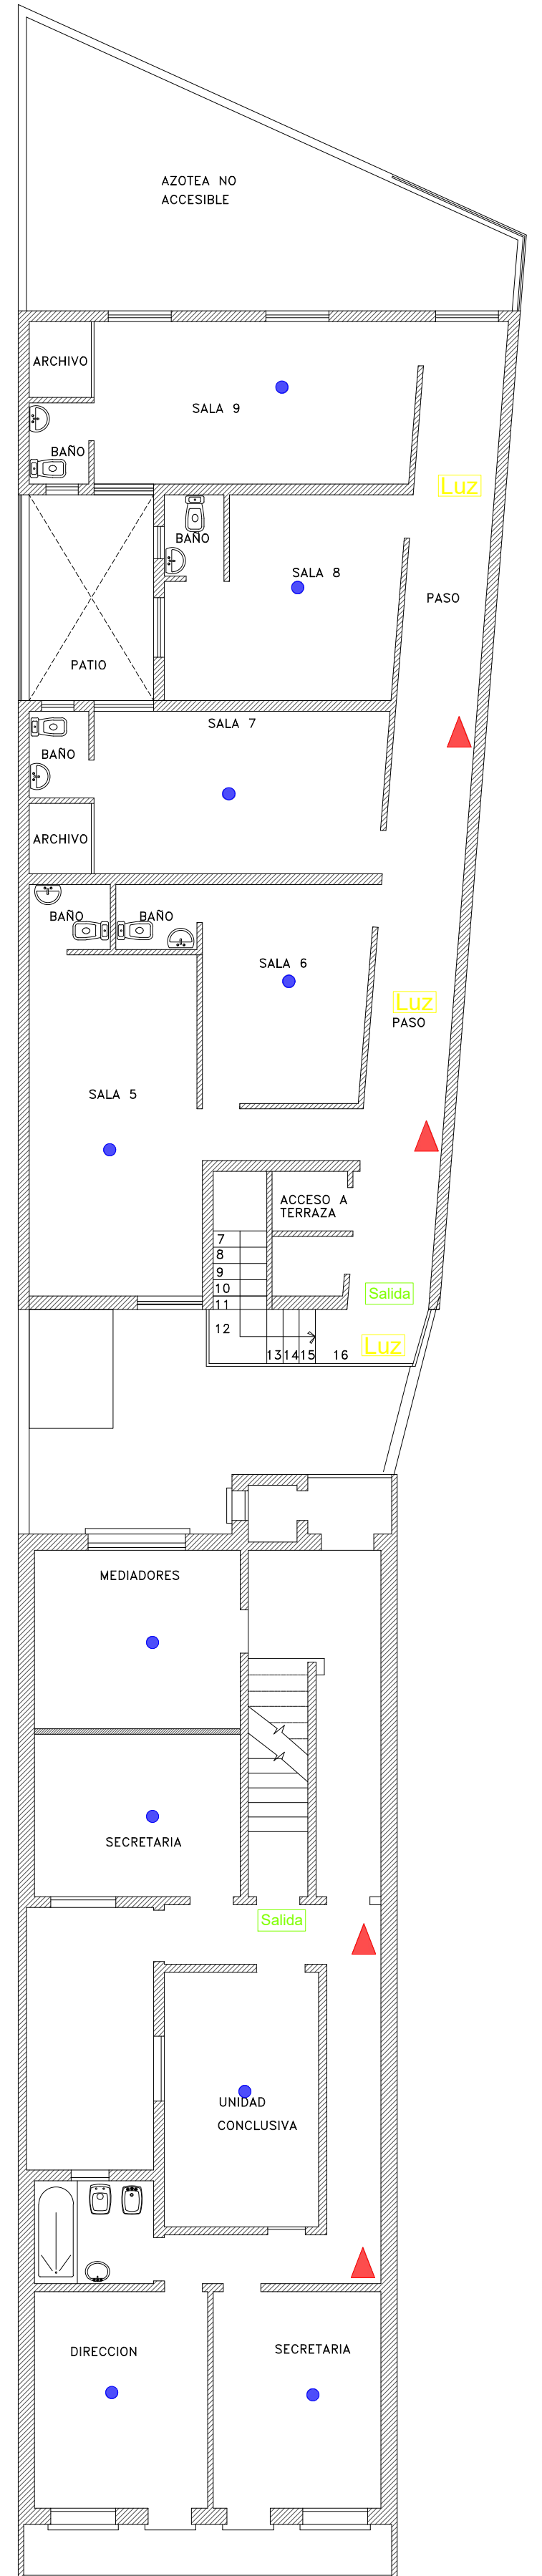 AZOTEA NO
ACCESIBLE
ARCHIVO
SALA 9
BAÑO
Luz
BAÑO
SALA 8
PASO
PATIO
SALA 7
BAÑO
ARCHIVO
BAÑO
BAÑO
SALA 6
Luz
PASO
SALA 5
ACCESO A
TERRAZA
7
8
9
10
11
12
13 14 15 16
Salida
Luz
MEDIADORES
SECRETARIA
Salida
UNIDAD
CONCLUSIVA
DIRECCION
SECRETARIA